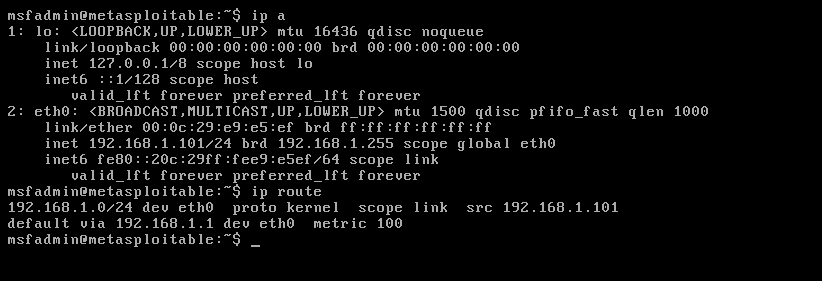 msfadmin@metasploitable:~$ ip a
1: lo: <LOOPBACK,UP,LOWER_UP> mtu 16436 qdisc noqueue
    link/loopback 00:00:00:00:00:00 brd 00:00:00:00:00:00
    inet 127.0.0.1/8 scope host lo
    inet6 ::1/128 scope host
       valid_lft forever preferred_lft forever
2: eth0: <BROADCAST,MULTICAST,UP,LOWER_UP> mtu 1500 qdisc pfifo_fast qlen 1000
    link/ether 00:0c:29:e9:e5:ef brd ff:ff:ff:ff:ff:ff
    inet 192.168.1.101/24 brd 192.168.1.255 scope global eth0
    inet6 fe80::20c:29ff:fee9:e5ef/64 scope link
       valid_lft forever preferred_lft forever
msfadmin@metasploitable:~$ ip route
192.168.1.0/24 dev eth0  proto kernel  scope link  src 192.168.1.101
default via 192.168.1.1 dev eth0  metric 100
msfadmin@metasploitable:~$ _